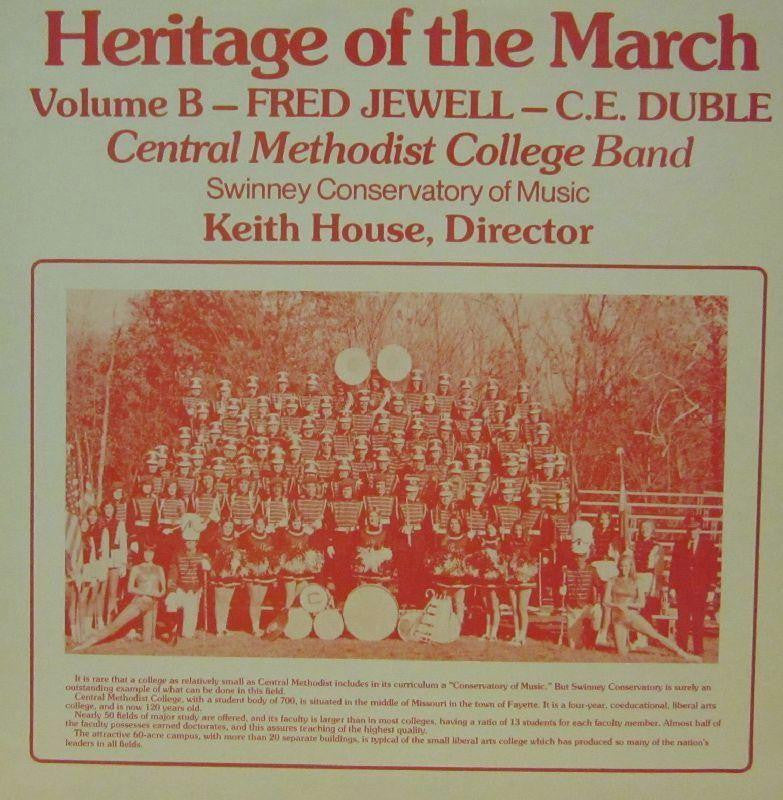 Heritage of the March
Volume B – FRED JEWELL – C.E. DUBLE
Central Methodist College Band
Swinney Conservatory of Music
Keith House, Director
C
It is rare that a college as relatively small as Central Methodist includes in its curriculum a "Conservatory of Music." But Swinney Conservatory is surely an
outstanding example of what can be done in this field.
Central Methodist College, with a student body of 700, is situated in the middle of Missouri in the town of Fayette. It is a four-year, coeducational, liberal arts
college, and is now 120 years old.
Nearly 50 fields of major study are offered, and its faculty is larger than in most colleges, having a ratio of 13 students for each faculty member. Almost half of
the faculty possesses earned doctorates, and this assures teaching of the highest quality.
The attractive 60-acre campus, with more than 20 separate buildings, is typical of the small liberal arts college which has produced so many of the nation's
leaders in all fields.